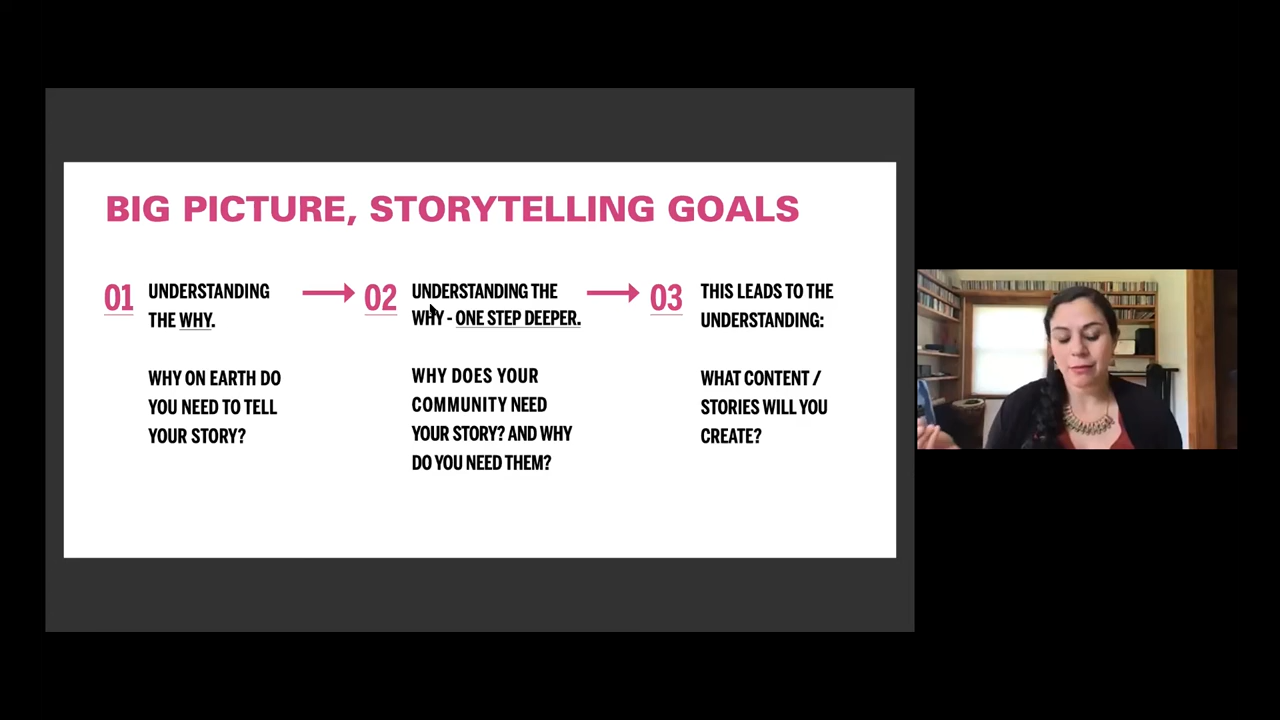 BIG PICTURE, STORYTELLING GOALS
01
UNDERSTANDING
THE WHY.
WHY ON EARTH DO
YOU NEED TO TELL
YOUR STORY?
02
UNDERSTANDING THE
WHY - ONE STEP DEEPER.
WHY DOES YOUR
COMMUNITY NEED
YOUR STORY? AND WHY
DO YOU NEED THEM?
03
THIS LEADS TO THE
UNDERSTANDING:
WHAT CONTENT /
STORIES WILL YOU
CREATE?